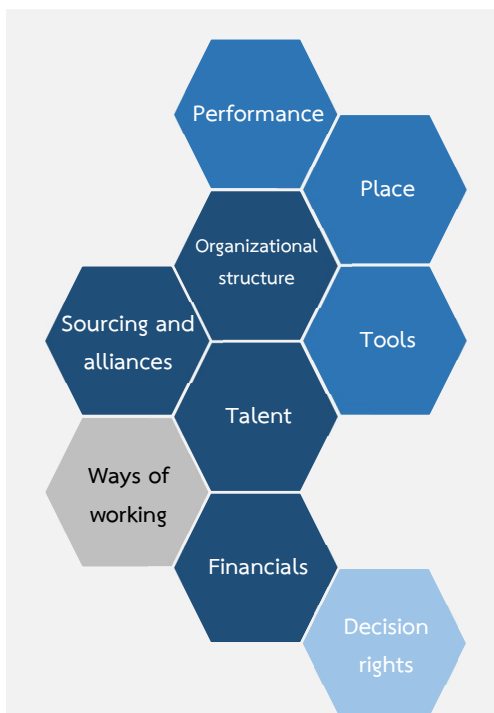 Performance
Place
Organizational
structure
Sourcing and
alliances
Tools
Talent
Ways of
working
Financials
Decision
rights